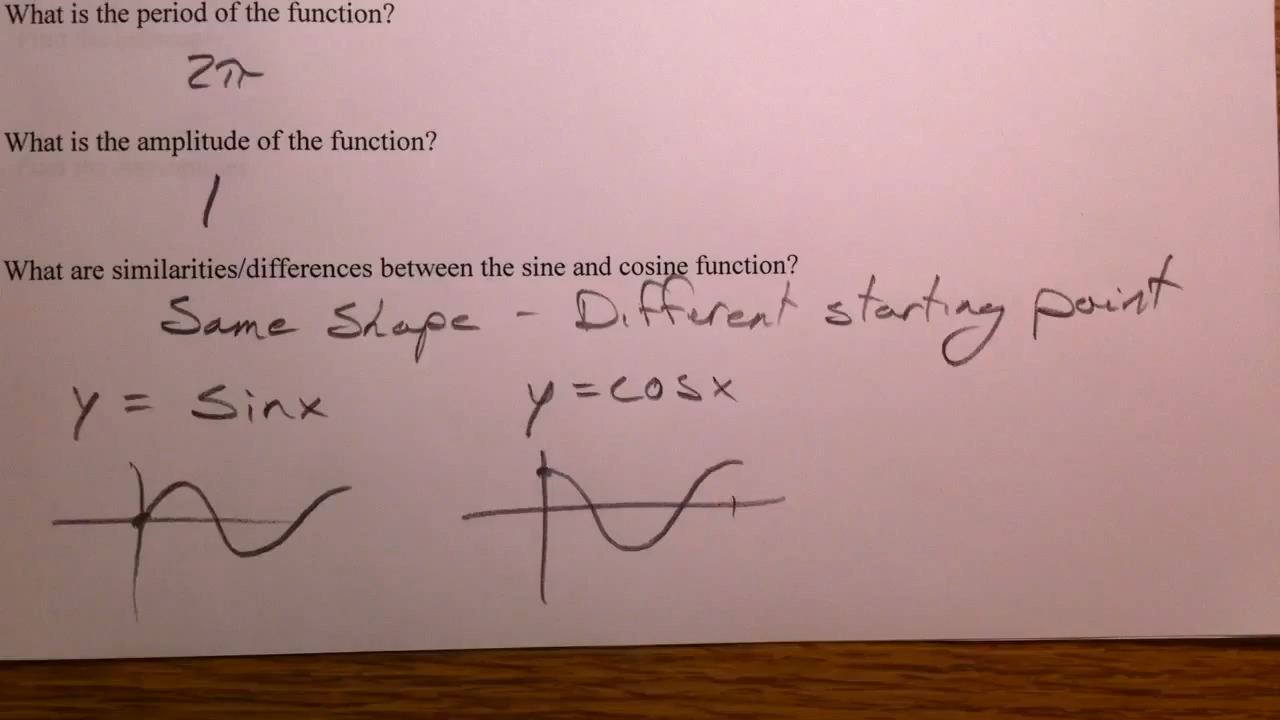 What is the period of the function?
2π
What is the amplitude of the function?
1
What are similarities/differences between the sine and cosine function?
Same Shape - Different starting point
y = sinx
y = cosx